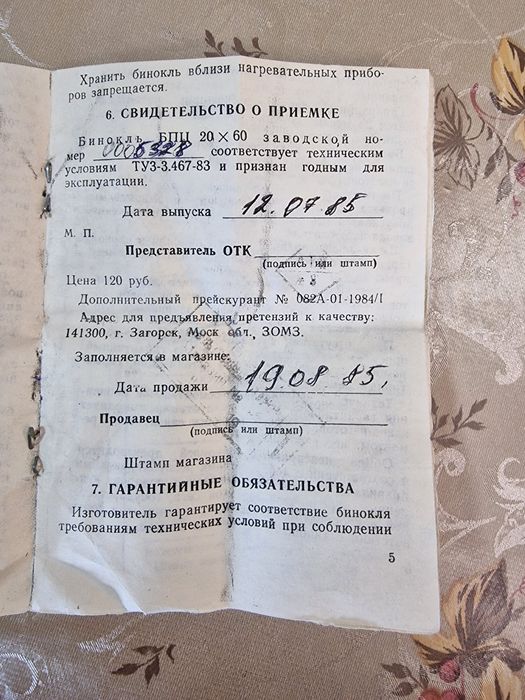 Хранить бинокль вблизи нагревательных прибо-
ров запрещается.
6. СВИДЕТЕЛЬСТВО О ПРИЕМКЕ
Бинокль БПЦ 20×60 заводской но-
мер 0005328 соответствует техническим
условиям ТУ3-3.467-83 и признан годным для
эксплуатации.
Дата выпуска 12.07.85
М. П.
Представитель ОТК
(подпись или штамп)
Цена 120 руб.
Дополнительный прейскурант № 082А-01-1984/I
Адрес для предъявления претензий к качеству:
141300, г. Загорск, Моск обл., ЗОМЗ.
Заполняется в магазине:
Дата продажи 19.08.85.
Продавец
(подпись или штамп)
Штамп магазина
7. ГАРАНТИЙНЫЕ ОБЯЗАТЕЛЬСТВА
Изготовитель гарантирует соответствие бинокля
требованиям технических условий при соблюдении
5